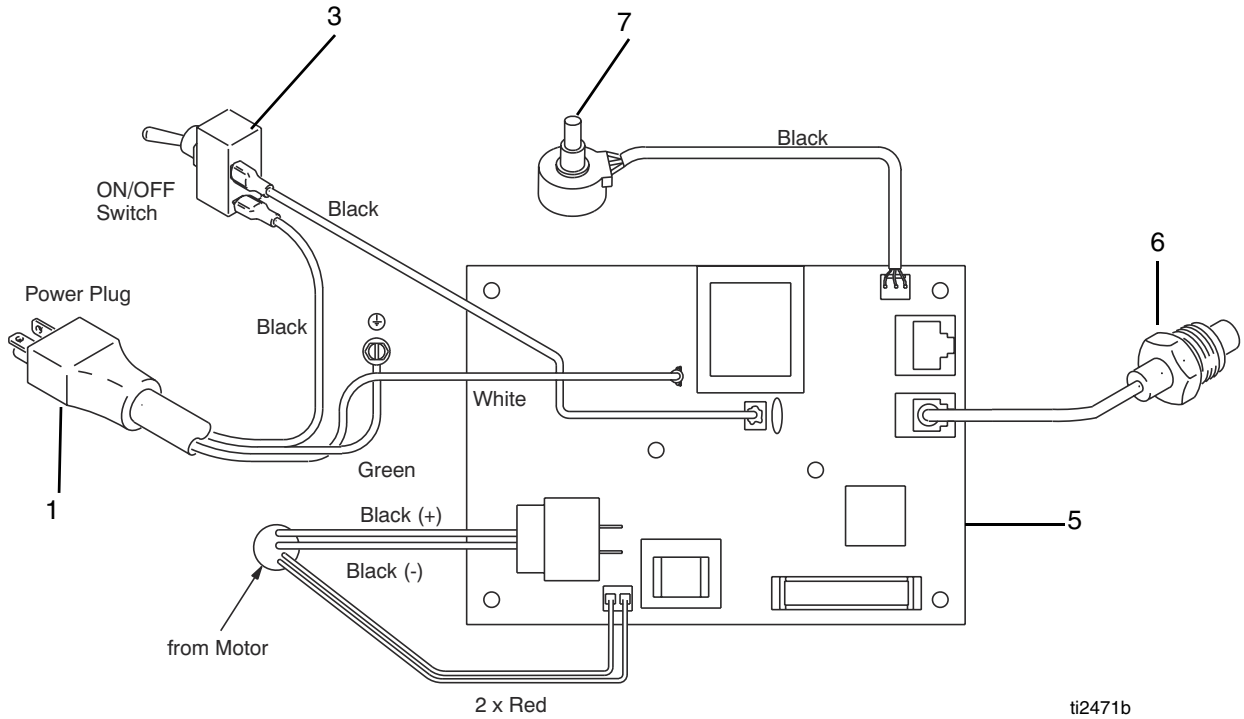 3
7
Black
ON/OFF
Switch
Black
6
Power Plug
Black
White
Green
1
Black (+)
5
Black (-)
from Motor
2 x Red
ti2471b